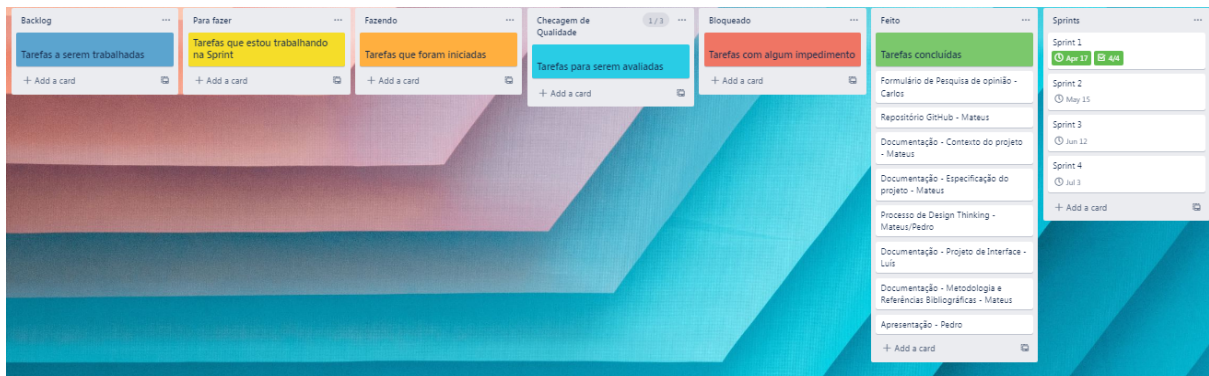 Backlog
Tarefas a serem trabalhadas
+ Add a card
Para fazer
Tarefas que estou trabalhando
na Sprint
+ Add a card
Fazendo
Tarefas que foram iniciadas
+ Add a card
Checagem de
Qualidade
1/3
Tarefas para serem avaliadas
+ Add a card
Bloqueado
Tarefas com algum impedimento
+ Add a card
Feito
Tarefas concluídas
Formulário de Pesquisa de opinião -
Carlos
Repositório GitHub - Mateus
Documentação - Contexto do projeto
- Mateus
Documentação - Especificação do
projeto - Mateus
Processo de Design Thinking -
Mateus/Pedro
Documentação - Projeto de Interface -
Luís
Documentação - Metodologia e
Referências Bibliográficas - Mateus
Apresentação - Pedro
+ Add a card
Sprints
Sprint 1
Apr 17 4/4
Sprint 2
May 15
Sprint 3
Jun 12
Sprint 4
Jul 3
+ Add a card